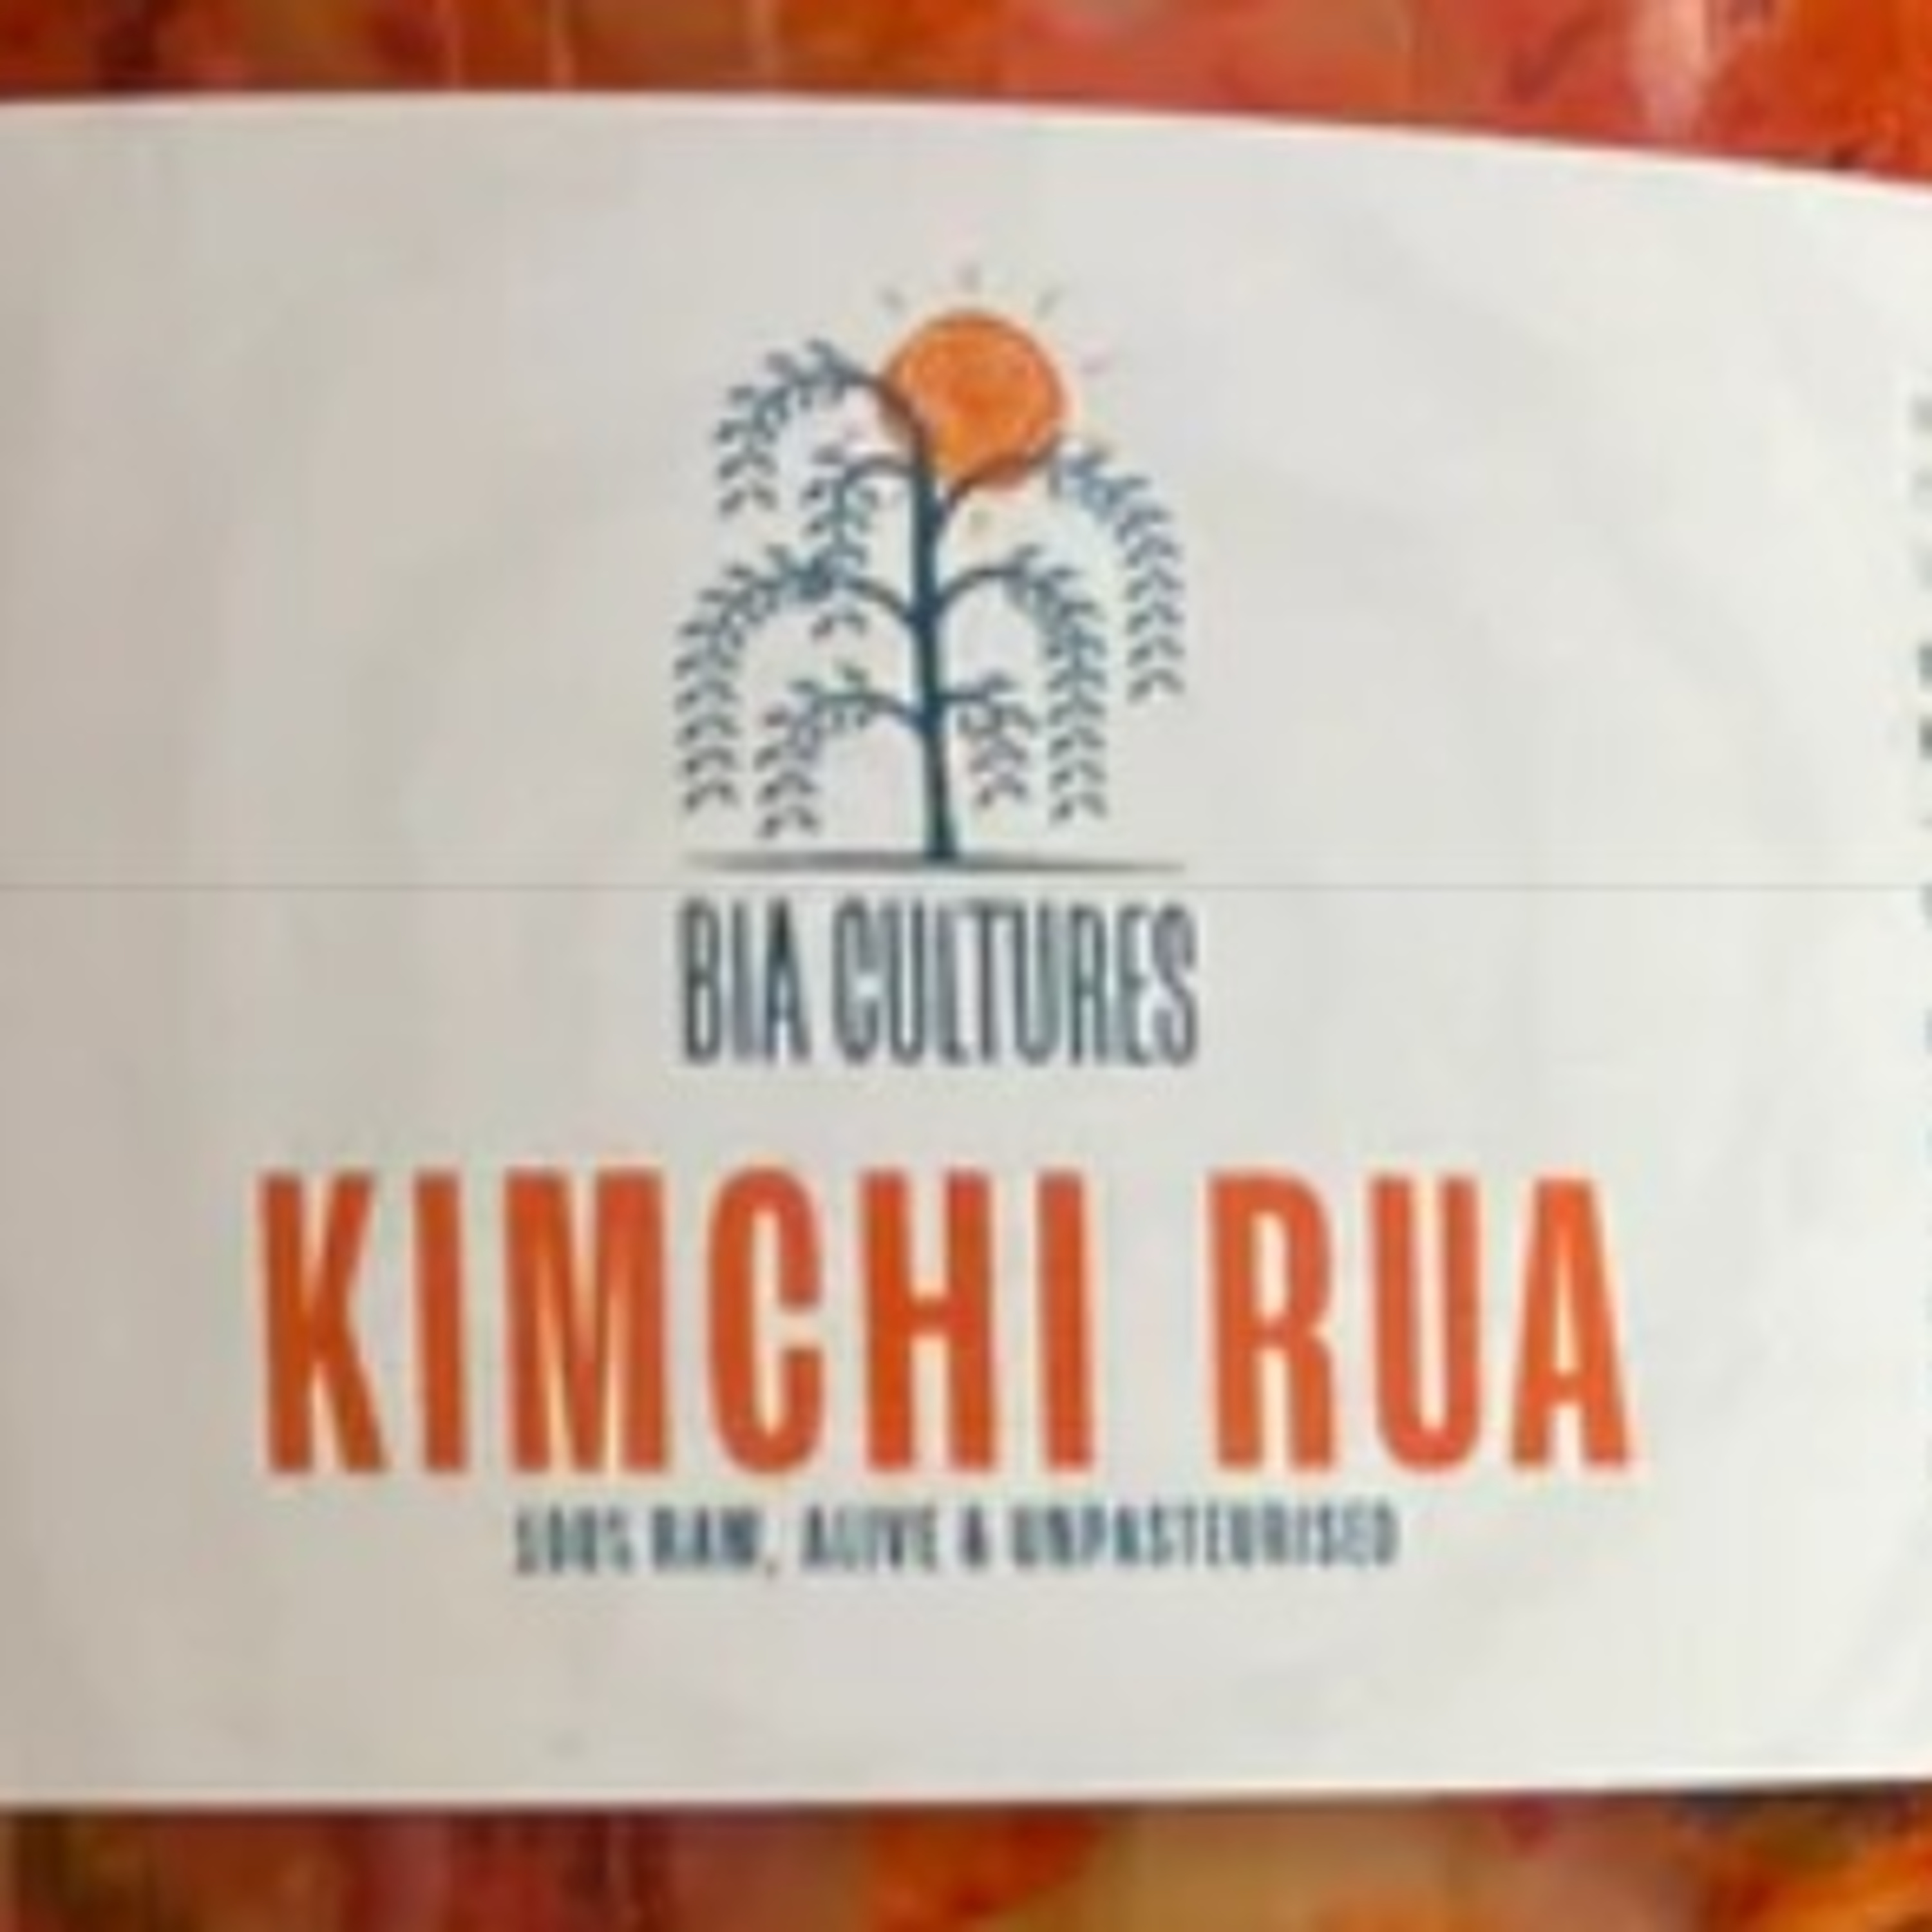 BIA CULTURES
KIMCHI RUA
100% RAW, ALIVE & UNPASTEURISED